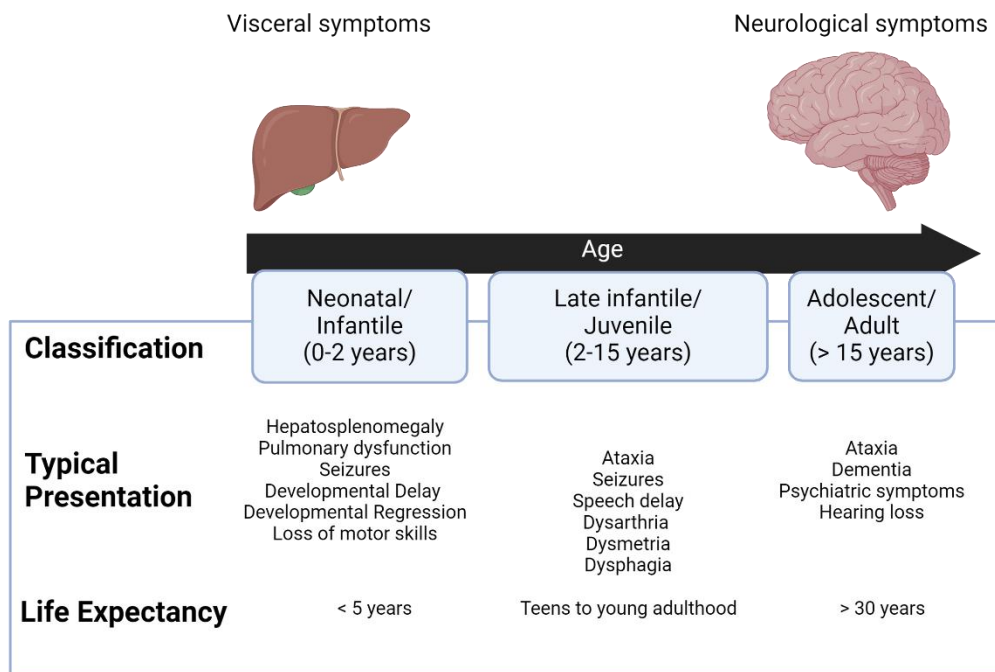 Visceral symptoms
Neurological symptoms
Age
Classification
Neonatal/
Infantile
(0-2 years)
Late infantile/
Juvenile
(2-15 years)
Adolescent/
Adult
(> 15 years)
Typical
Presentation
Hepatosplenomegaly
Pulmonary dysfunction
Seizures
Developmental Delay
Developmental Regression
Loss of motor skills
Ataxia
Seizures
Speech delay
Dysarthria
Dysmetria
Dysphagia
Ataxia
Dementia
Psychiatric symptoms
Hearing loss
Life Expectancy
< 5 years
Teens to young adulthood
> 30 years